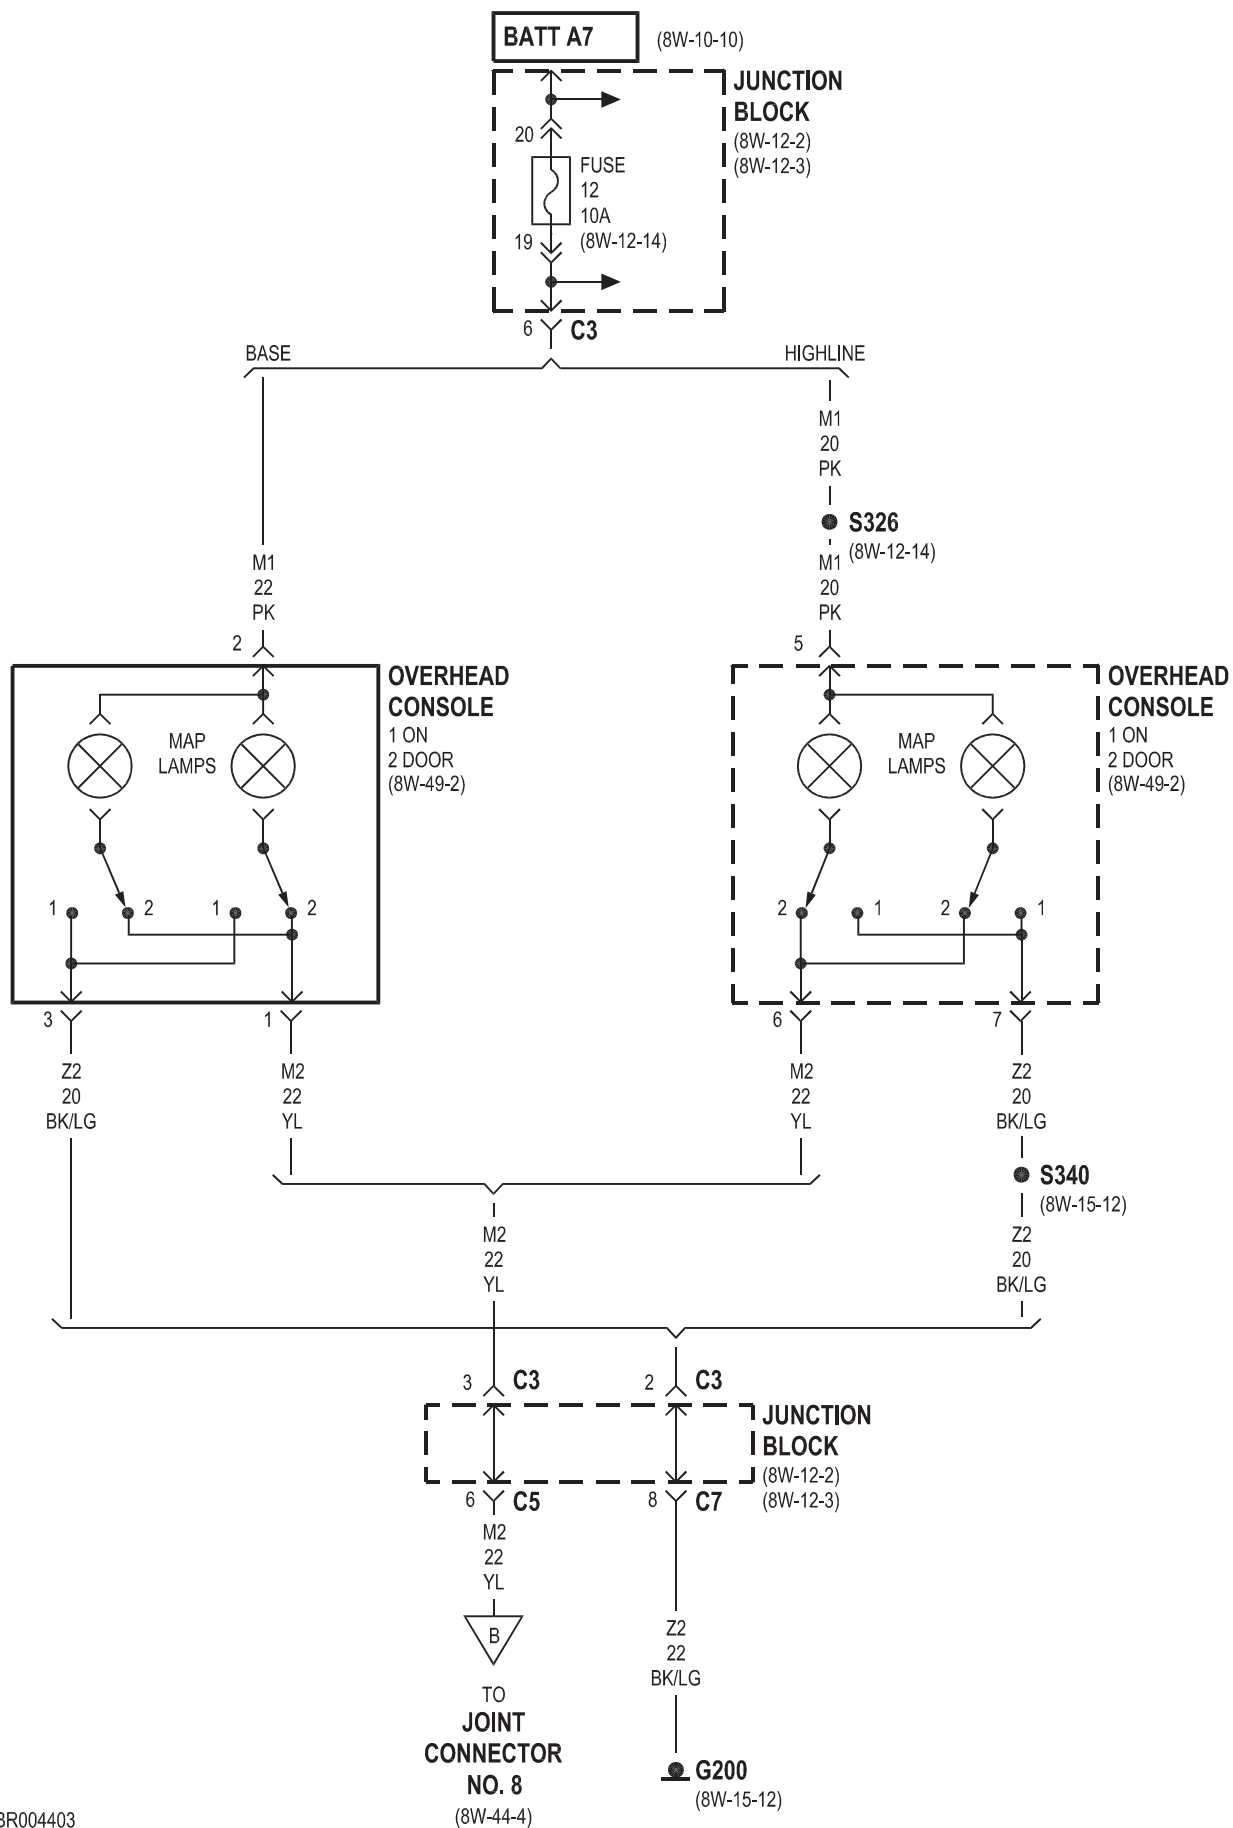 BATT A7
(8W-10-10)
JUNCTION
BLOCK
(8W-12-2)
(8W-12-3)
20
FUSE
12
10A
(8W-12-14)
19
6
C3
BASE
HIGHLINE
M1
20
PK
S326
(8W-12-14)
M1
22
PK
M1
20
PK
2
5
OVERHEAD
CONSOLE
1 ON
2 DOOR
(8W-49-2)
MAP
LAMPS
1
2
1
2
OVERHEAD
CONSOLE
1 ON
2 DOOR
(8W-49-2)
MAP
LAMPS
2
1
2
1
3
1
6
7
Z2
20
BK/LG
M2
22
YL
M2
22
YL
Z2
20
BK/LG
S340
(8W-15-12)
M2
22
YL
Z2
20
BK/LG
3
C3
2
C3
JUNCTION
BLOCK
(8W-12-2)
(8W-12-3)
6
C5
8
C7
M2
22
YL
B
TO
JOINT
CONNECTOR
NO. 8
(8W-44-4)
Z2
22
BK/LG
G200
(8W-15-12)
BR004403